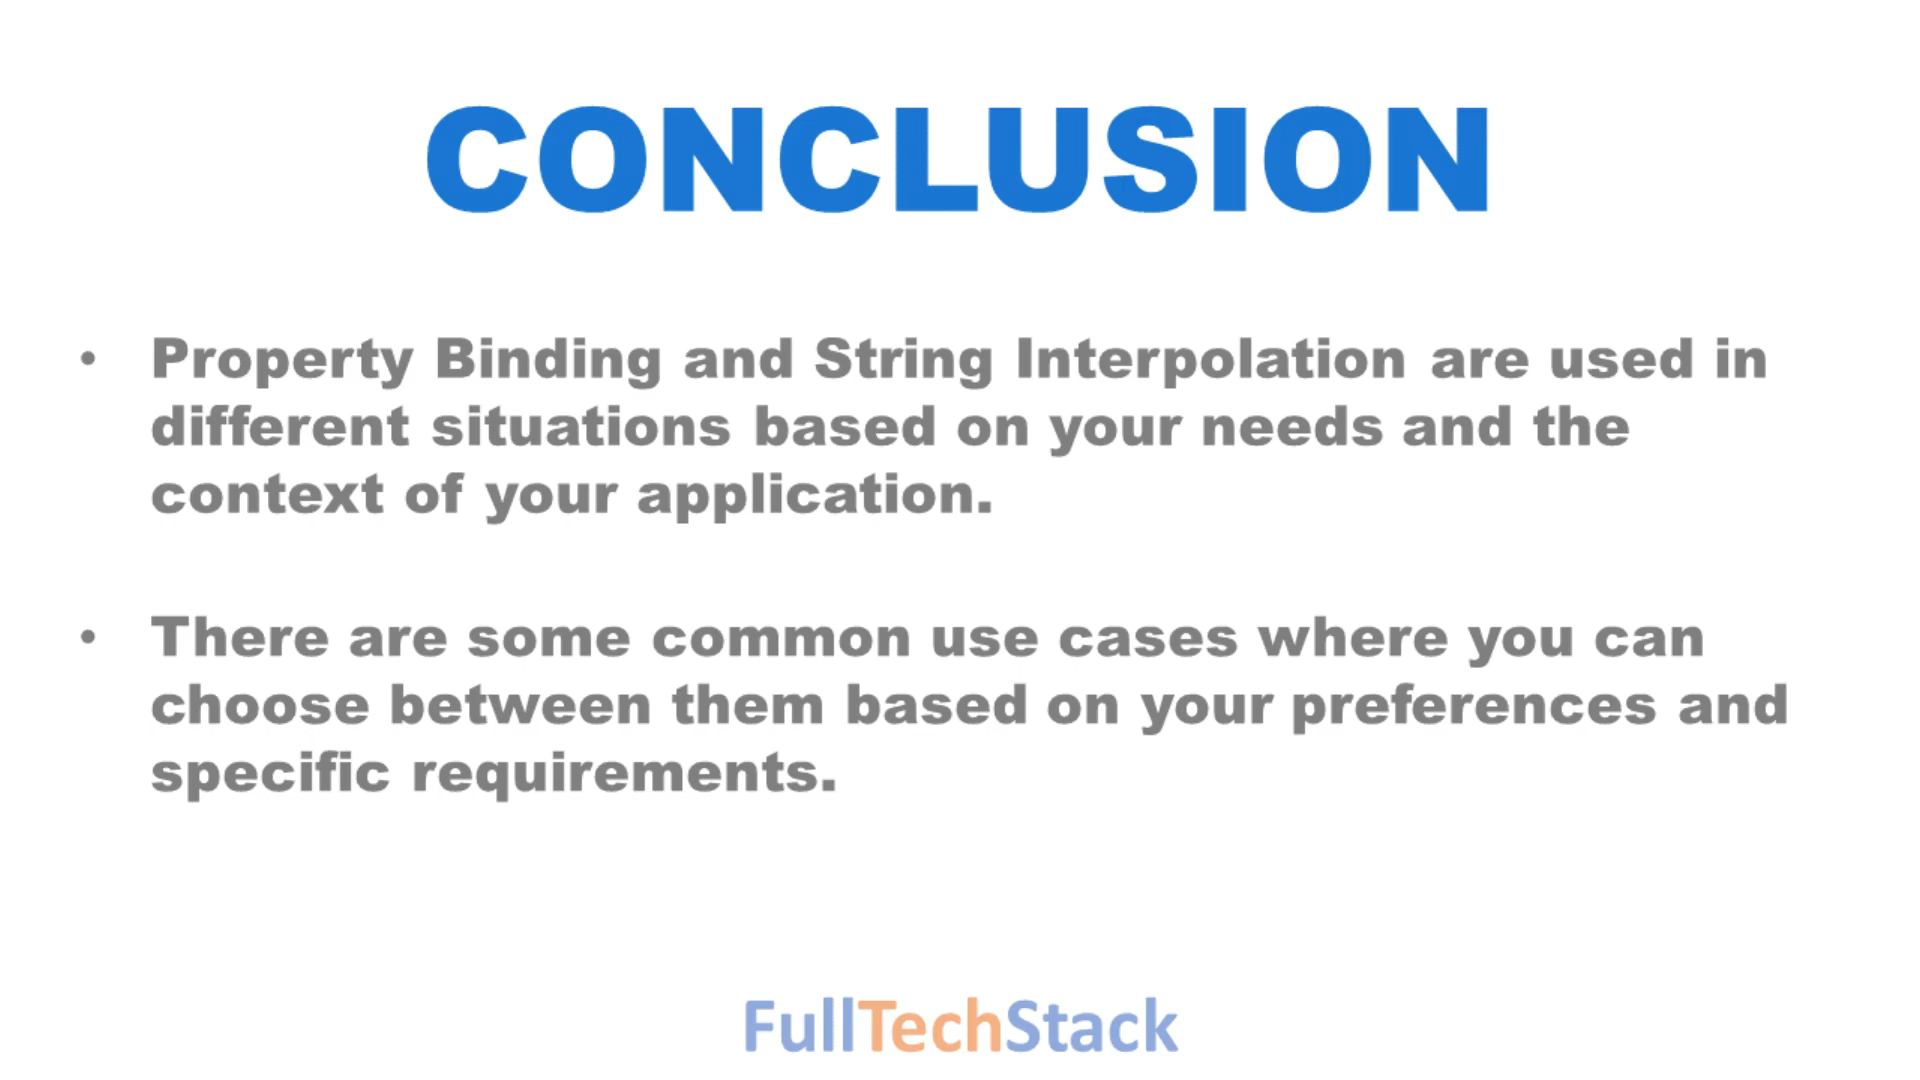 CONCLUSION
• Property Binding and String Interpolation are used in
different situations based on your needs and the
context of your application.
• There are some common use cases where you can
choose between them based on your preferences and
specific requirements.
FullTechStack